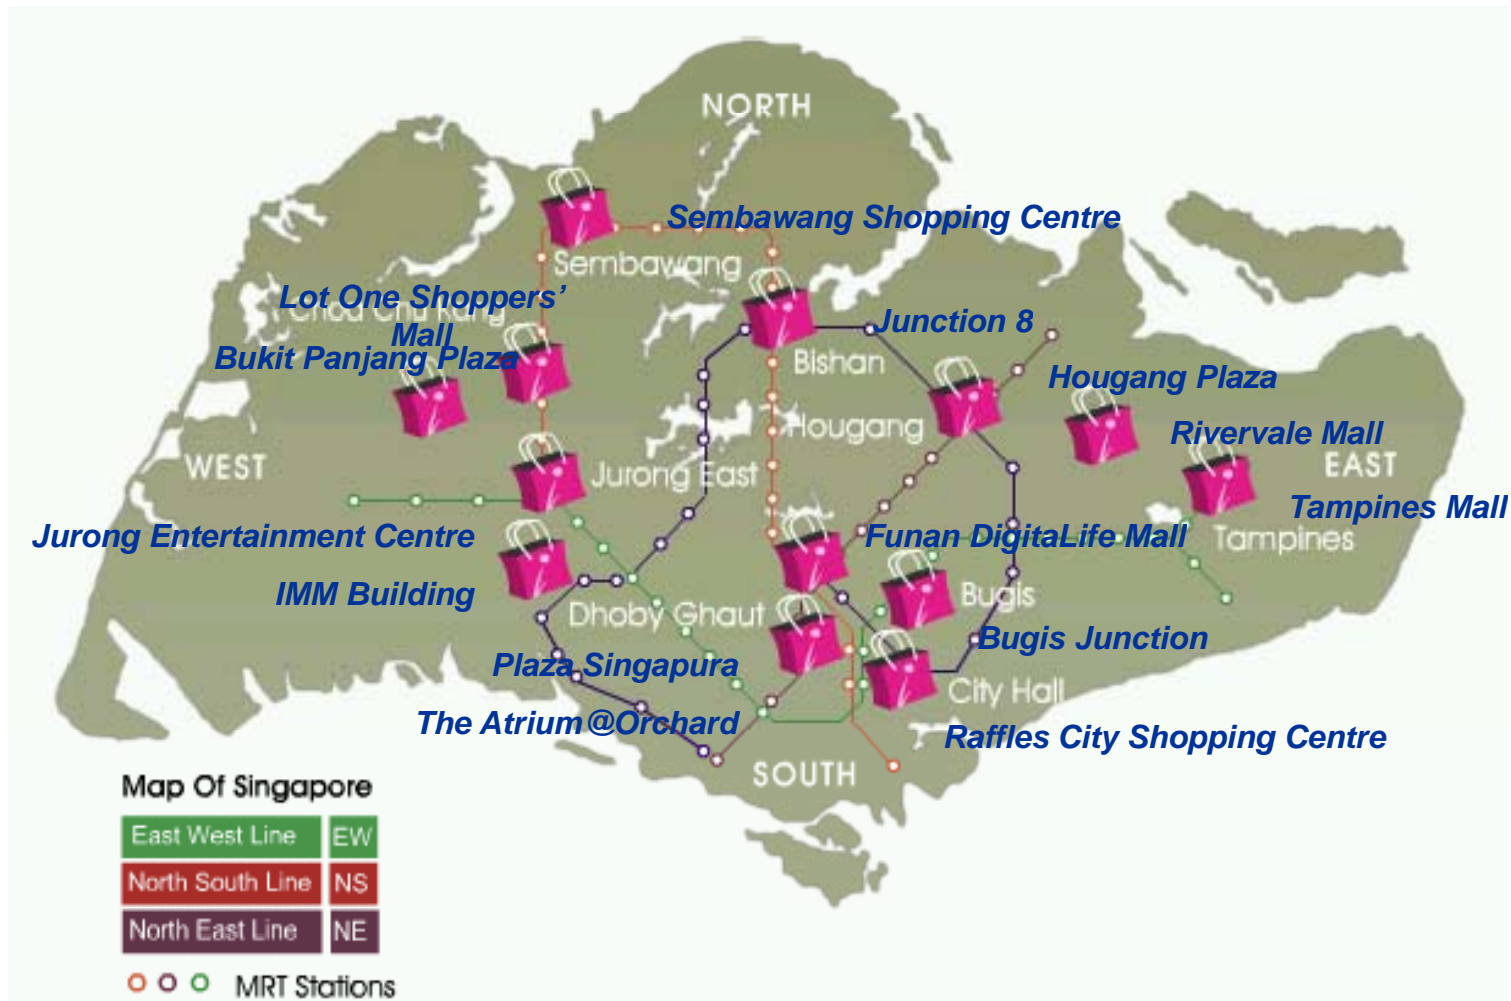 NORTH
Sembawang Shopping Centre
Sembawang
Lot One Shoppers’
Choa Chu Kang
Mall
Junction 8
Bukit Panjang Plaza
Bishan
Hougang Plaza
Hougang
Rivervale Mall
WEST
EAST
Jurong East
Tampines Mall
Jurong Entertainment Centre
Funan DigitaLife Mall
Tampines
IMM Building
Bugis
Dhoby Ghaut
Bugis Junction
Plaza Singapura
City Hall
The Atrium@Orchard
Raffles City Shopping Centre
SOUTH
Map Of Singapore
East West Line EW
North South Line NS
North East Line NE
MRT Stations